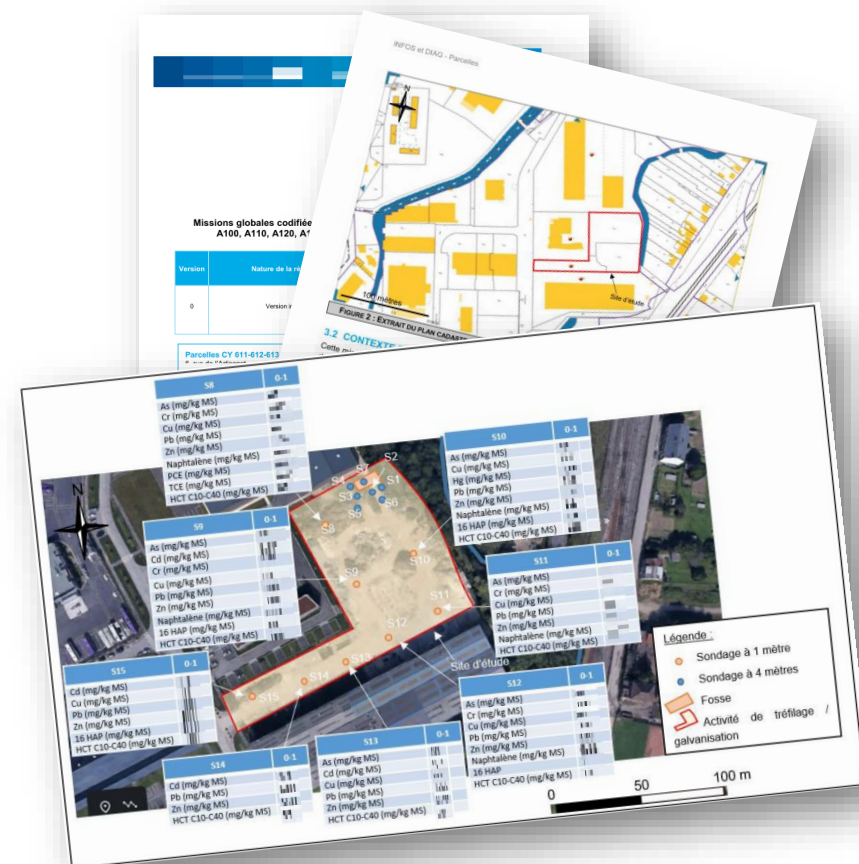 Missions globales codifiée
A100, A110, A120, A1
Version
Nature de la ré
0
Version in
Parcelles CY 611-612-613
INFOS et DIAG - Parcelles
100 mètres
Site d'étude
FIGURE 2 : EXTRAIT DU PLAN CADAST
3.2 CONTEXTE
Cette mi
S8 0-1
As (mg/kg MS)
Cr (mg/kg MS)
Cu (mg/kg MS)
Pb (mg/kg MS)
Zn (mg/kg MS)
Naphtalène (mg/kg MS)
PCE (mg/kg MS)
TCE (mg/kg MS)
HCT C10-C40 (mg/kg MS)
S9 0-1
As (mg/kg MS)
Cd (mg/kg MS)
Cr (mg/kg MS)
Cu (mg/kg MS)
Pb (mg/kg MS)
Zn (mg/kg MS)
Naphtalène (mg/kg MS)
16 HAP (mg/kg MS)
HCT C10-C40 (mg/kg MS)
S10 0-1
As (mg/kg MS)
Cu (mg/kg MS)
Hg (mg/kg MS)
Pb (mg/kg MS)
Zn (mg/kg MS)
Naphtalène (mg/kg MS)
16 HAP (mg/kg MS)
HCT C10-C40 (mg/kg MS)
S11 0-1
As (mg/kg MS)
Cr (mg/kg MS)
Cu (mg/kg MS)
Pb (mg/kg MS)
Zn (mg/kg MS)
Naphtalène (mg/kg MS)
HCT C10-C40 (mg/kg MS)
S12 0-1
As (mg/kg MS)
Cr (mg/kg MS)
Cu (mg/kg MS)
Pb (mg/kg MS)
Zn (mg/kg MS)
Naphtalène (mg/kg MS)
16 HAP
HCT C10-C40 (mg/kg MS)
S15 0-1
Cd (mg/kg MS)
Cu (mg/kg MS)
Pb (mg/kg MS)
Zn (mg/kg MS)
16 HAP (mg/kg MS)
HCT C10-C40 (mg/kg MS)
S14 0-1
Cd (mg/kg MS)
Pb (mg/kg MS)
Zn (mg/kg MS)
HCT C10-C40 (mg/kg MS)
S13 0-1
As (mg/kg MS)
Cd (mg/kg MS)
Cu (mg/kg MS)
Pb (mg/kg MS)
Zn (mg/kg MS)
HCT C10-C40 (mg/kg MS)
N
S2
S7
S4
S1
S3
S6
S5
S8
S10
S9
S11
S12
S13
S14
S15
Site d'étude
Légende :
Sondage à 1 mètre
Sondage à 4 mètres
Fosse
Activité de tréfilage /
galvanisation
0 50 100 m